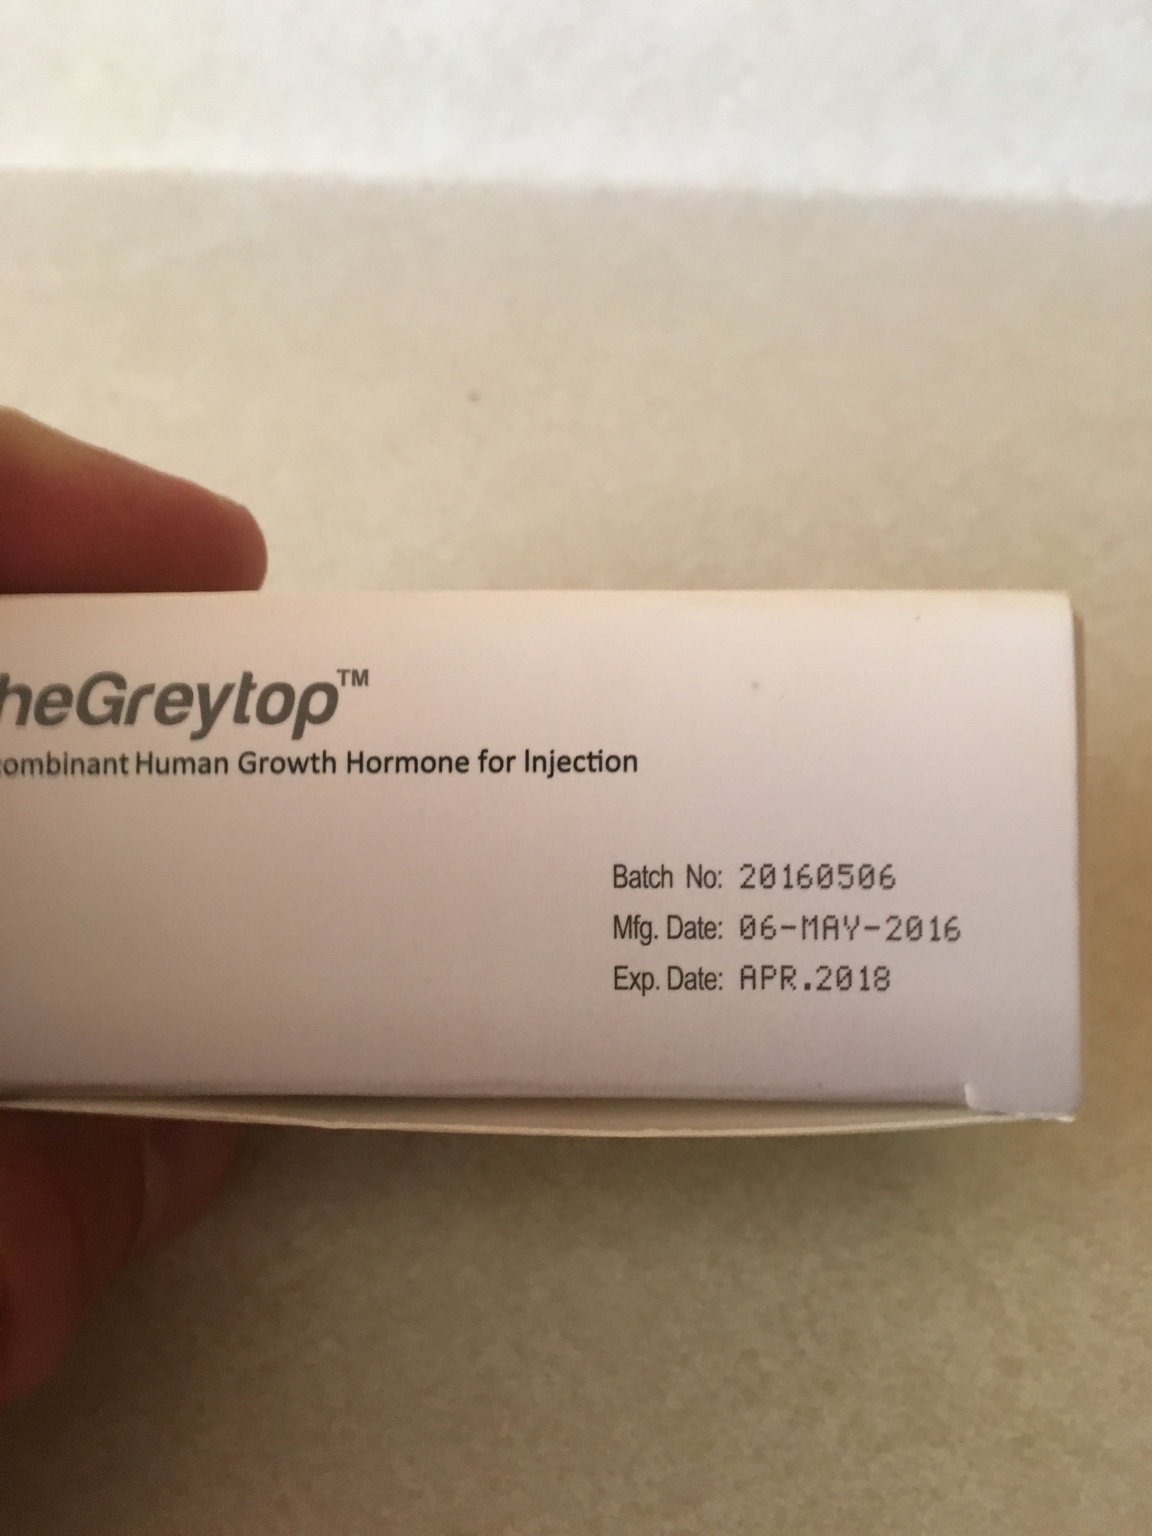 heGreytop™
combinant Human Growth Hormone for Injection
Batch No: 20160506
Mfg. Date: 06-MAY-2016
Exp. Date: APR.2018